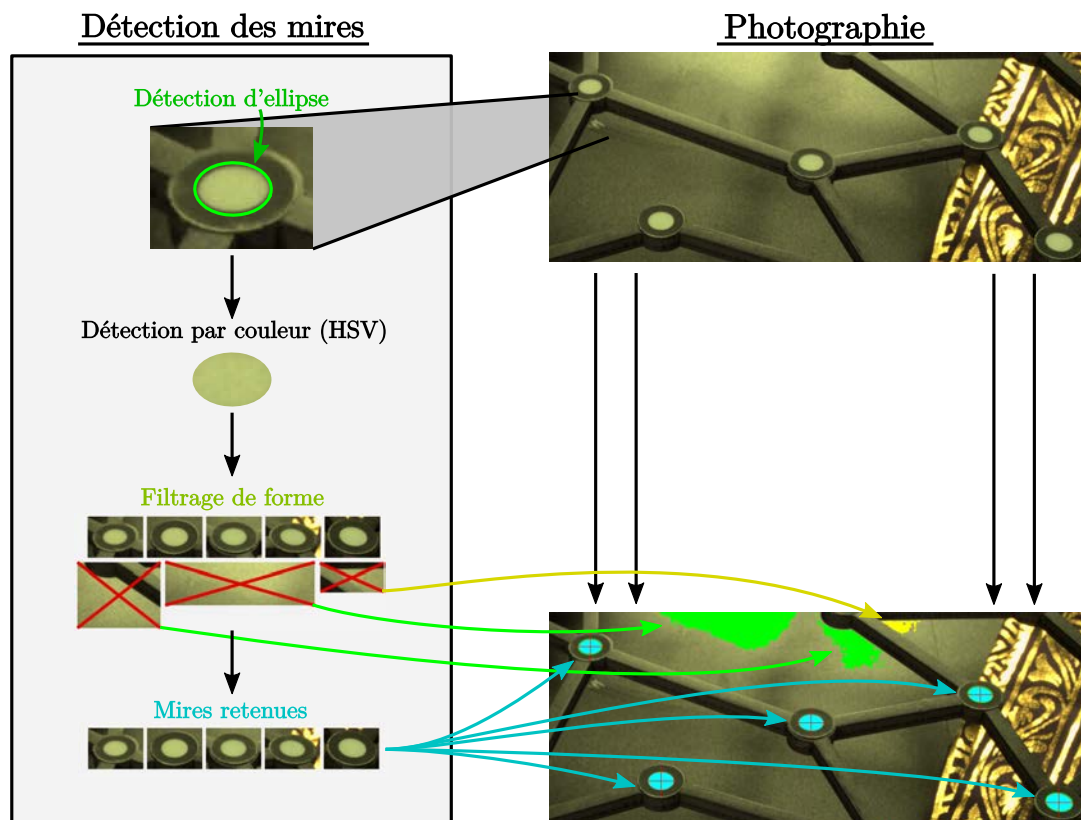 Détection des mires
Photographie
Détection d'ellipse
Détection par couleur (HSV)
Filtrage de forme
Mires retenues